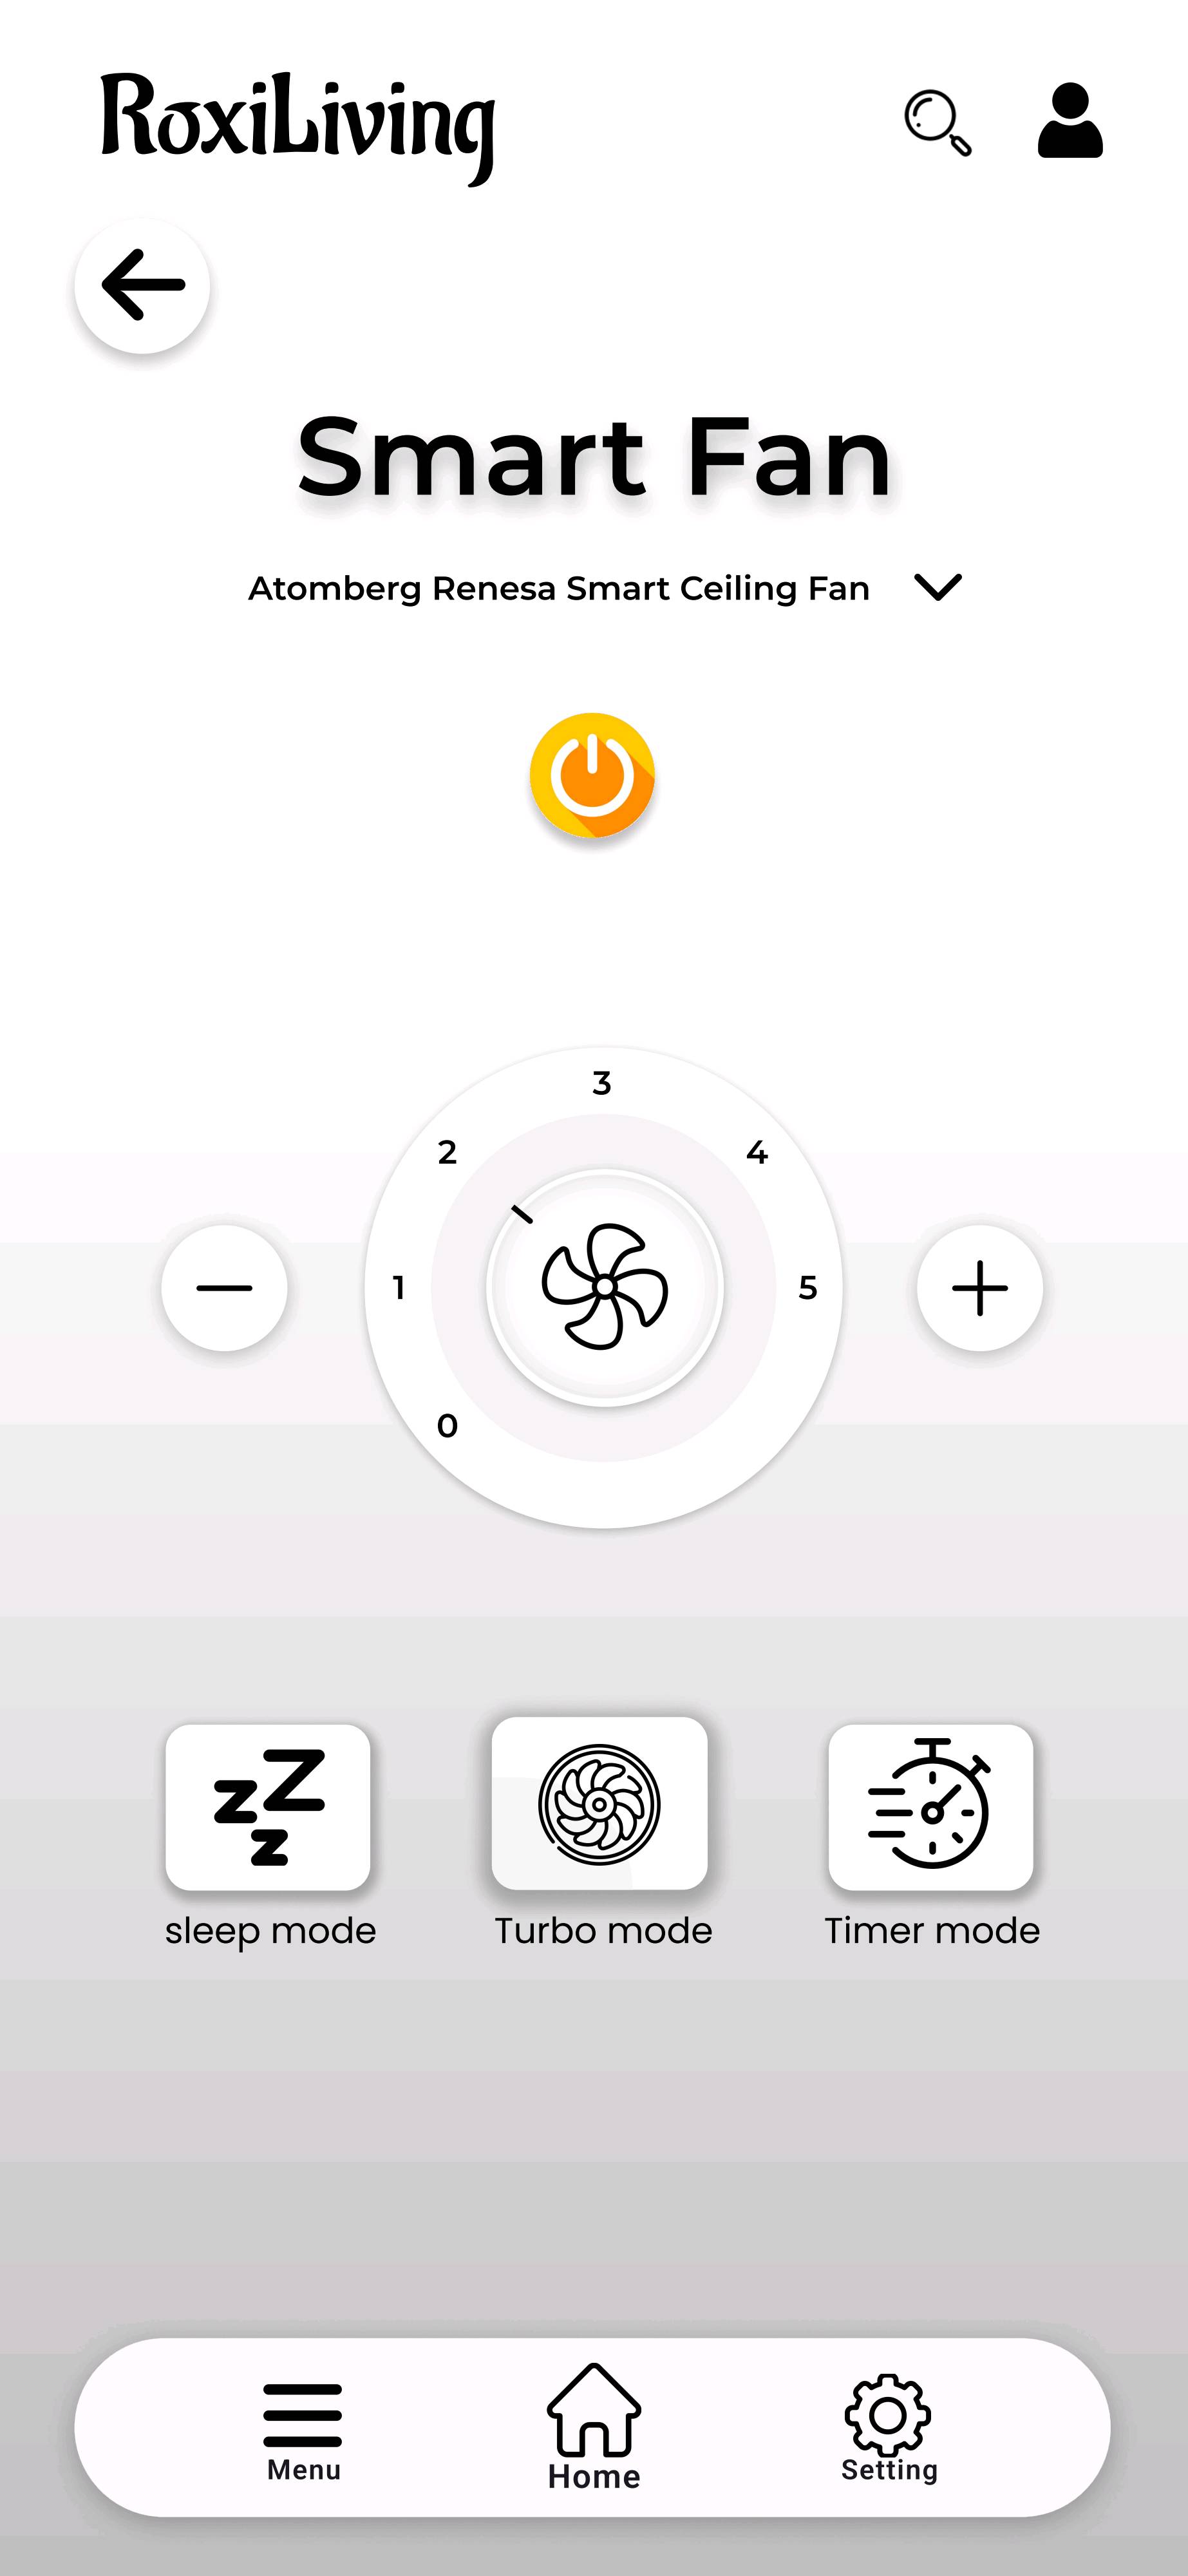 RoxiLiving
Smart Fan
Atomberg Renesa Smart Ceiling Fan
3
2
4
1
5
0
sleep mode
Turbo mode
Timer mode
Menu
Home
Setting